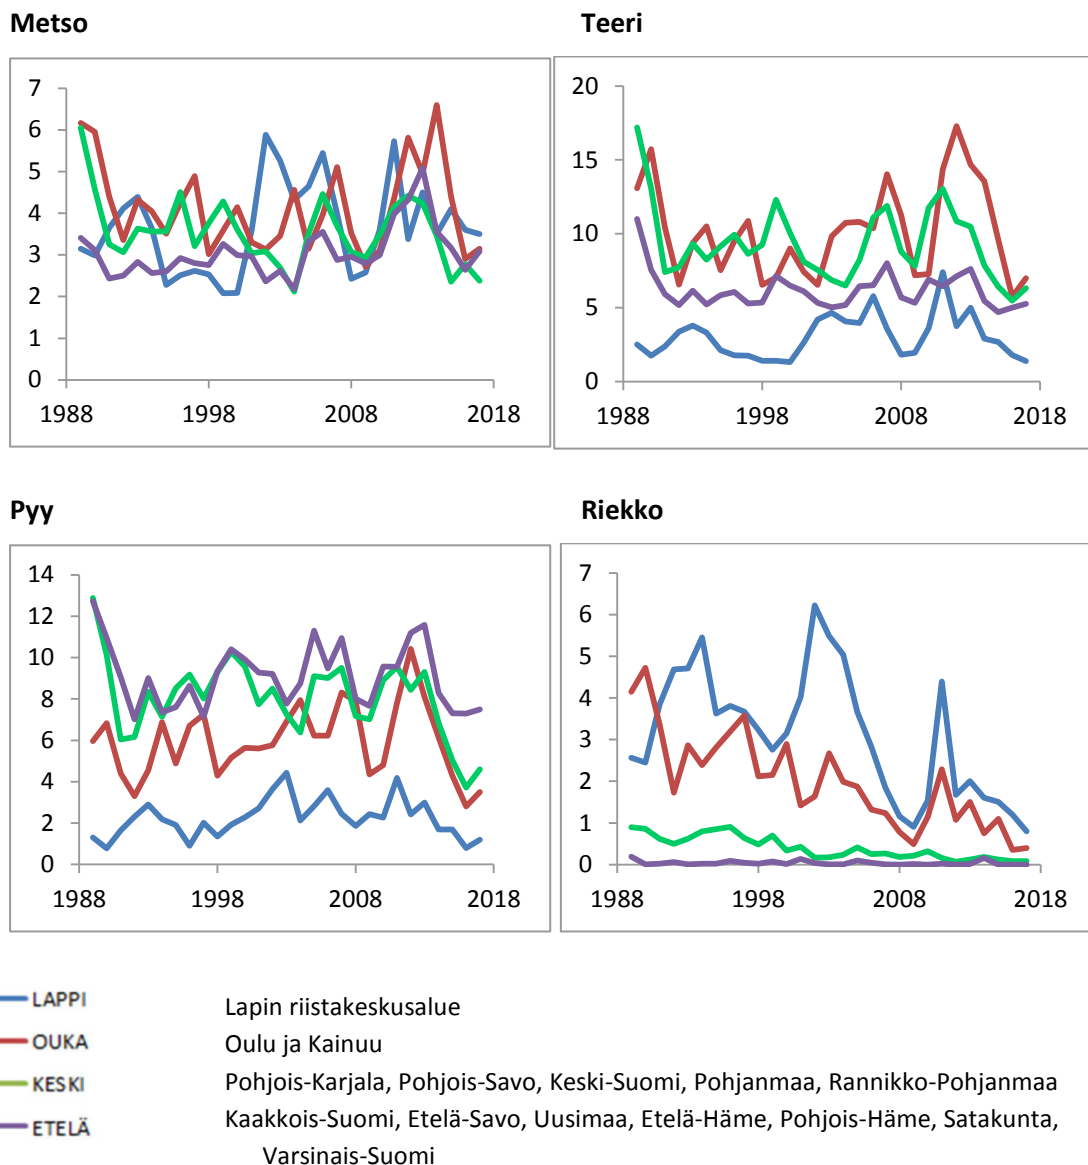 Metso
Teeri
7
6
5
4
3
2
1
0
1988 1998 2008 2018
20
15
10
5
0
1988 1998 2008 2018
Pyy
Riekko
14
12
10
8
6
4
2
0
1988 1998 2008 2018
7
6
5
4
3
2
1
0
1988 1998 2008 2018
LAPPI Lapin riistakeskusalue
OUKA Oulu ja Kainuu
KESKI Pohjois-Karjala, Pohjois-Savo, Keski-Suomi, Pohjanmaa, Rannikko-Pohjanmaa
ETELÄ Kaakkois-Suomi, Etelä-Savo, Uusimaa, Etelä-Häme, Pohjois-Häme, Satakunta,
Varsinais-Suomi